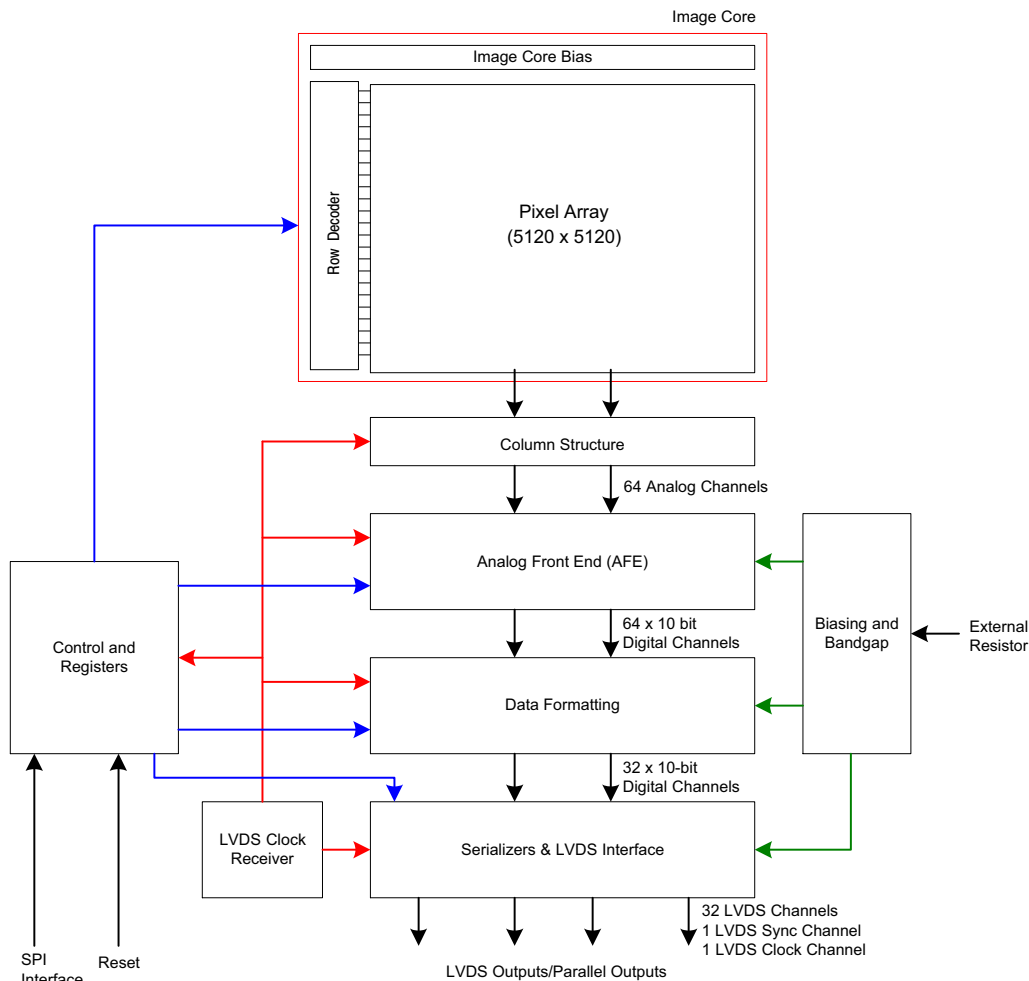 Image Core
Image Core Bias
Row Decoder
Pixel Array
(5120 x 5120)
Column Structure
64 Analog Channels
Analog Front End (AFE)
Control and
Registers
Biasing and
Bandgap
External
Resistor
64 x 10 bit
Digital Channels
Data Formatting
32 x 10-bit
Digital Channels
LVDS Clock
Receiver
Serializers & LVDS Interface
32 LVDS Channels
1 LVDS Sync Channel
1 LVDS Clock Channel
SPI
Interface
Reset
LVDS Outputs/Parallel Outputs